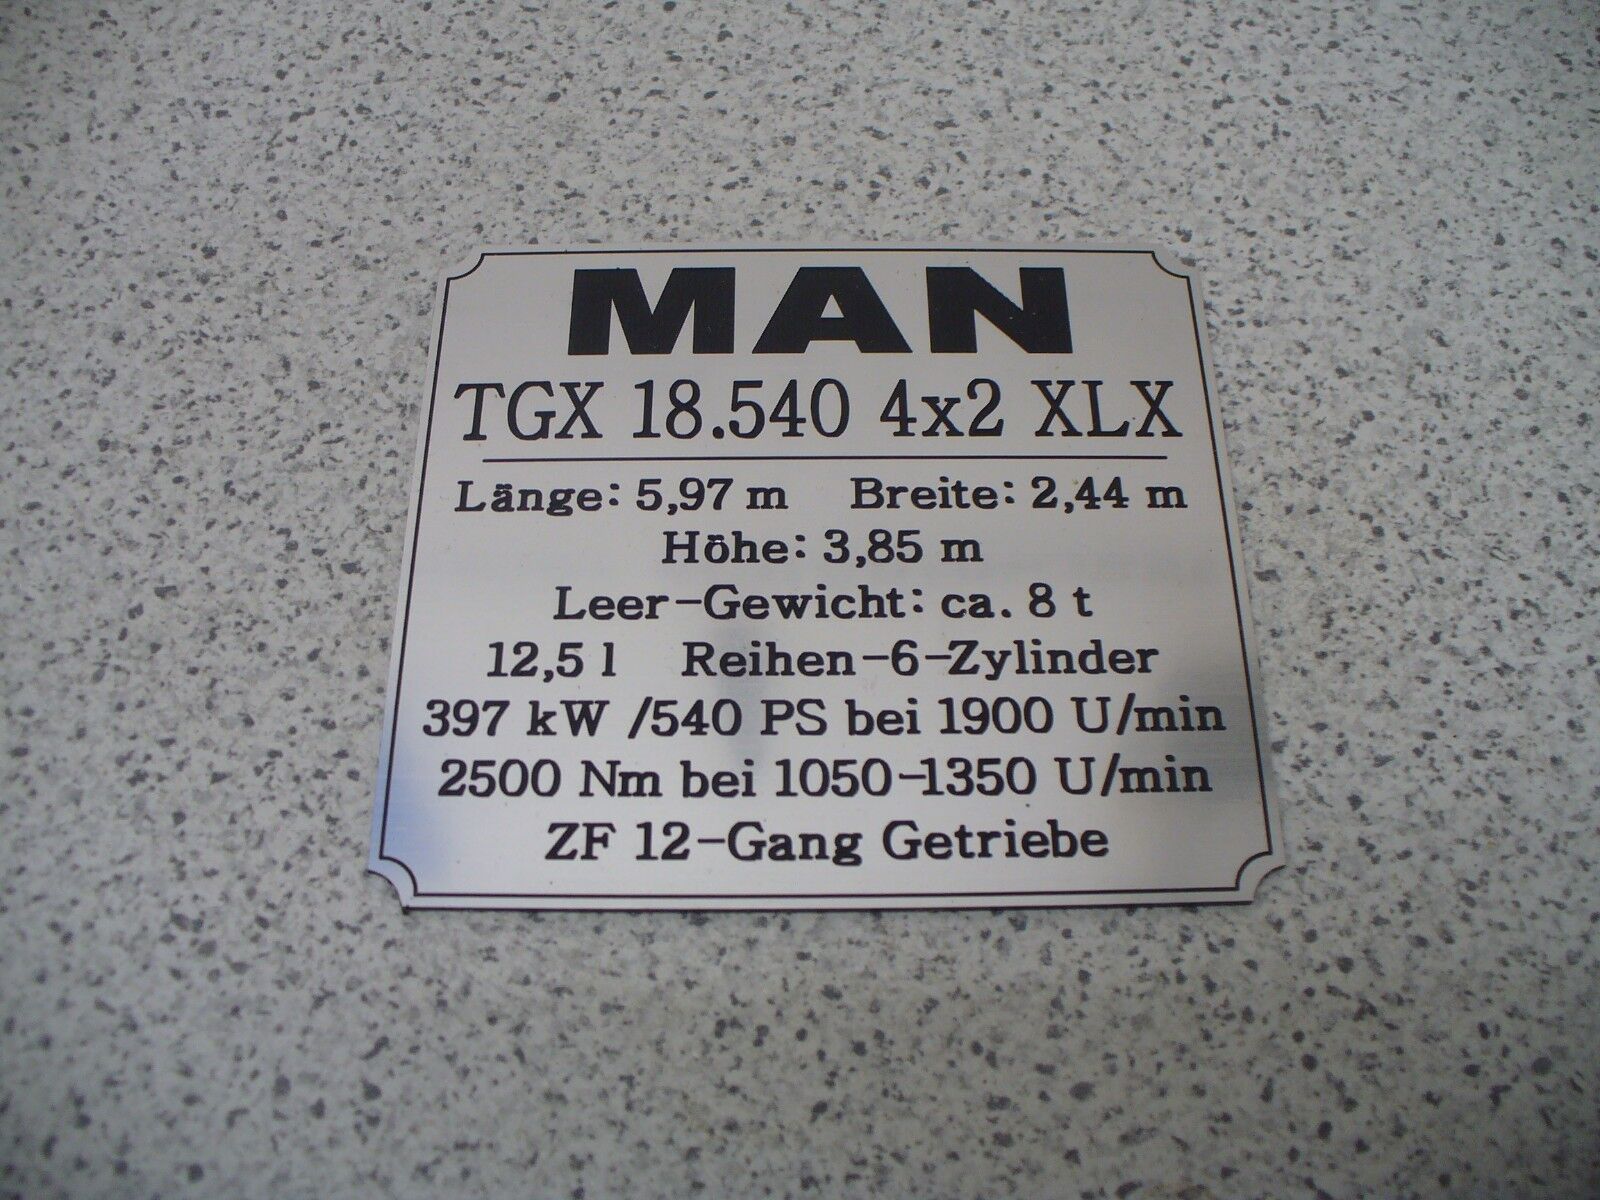 MAN
TGX 18.540 4x2 XLX
Länge: 5,97 m Breite: 2,44 m
Höhe: 3,85 m
Leer-Gewicht: ca. 8 t
12,5 l Reihen-6-Zylinder
397 kW /540 PS bei 1900 U/min
2500 Nm bei 1050-1350 U/min
ZF 12-Gang Getriebe